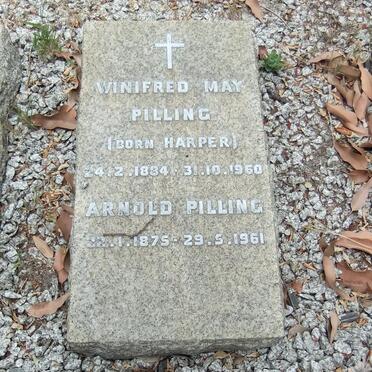 WINIFRED MAY
PILLING
(BORN HARPER)
24.2.1884 - 31.10.1960
ARNOLD PILLING
.1.1875 - 29.5.1961